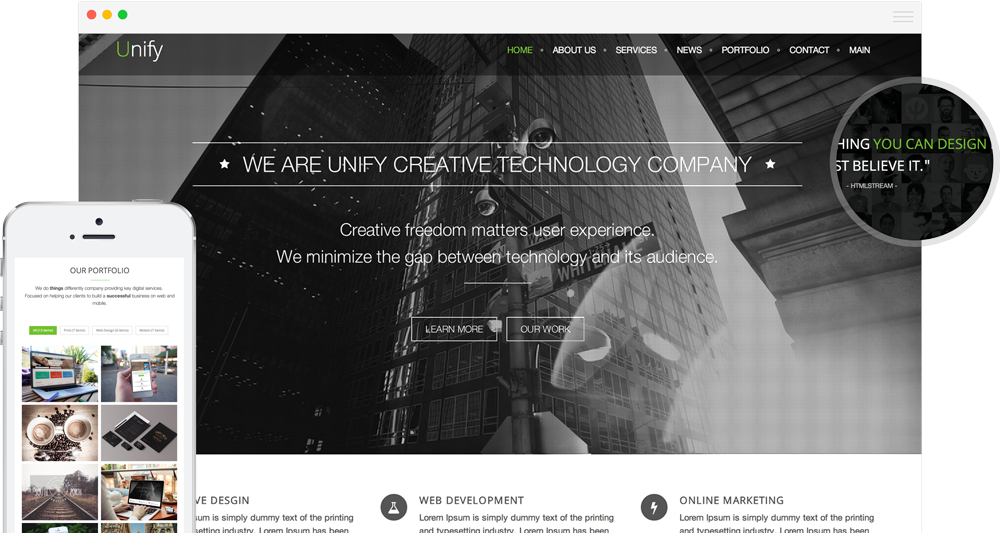 Unify
HOME
ABOUT US
SERVICES
NEWS
PORTFOLIO
CONTACT
MAIN
WE ARE UNIFY CREATIVE TECHNOLOGY COMPANY
Creative freedom matters user experience.
We minimize the gap between technology and its audience.
LEARN MORE
OUR WORK
HING YOU CAN DESIGN
ST BELIEVE IT."
- HTMLSTREAM -
OUR PORTFOLIO
We do things differently company providing key digital services.
Focused on helping our clients to build a successful business on web and
mobile.
VE DESGIN
sum is simply dummy text of the printing
setting industry. Lorem Ipsum has been
WEB DEVELOPMENT
Lorem Ipsum is simply dummy text of the printing
and typesetting industry. Lorem Ipsum has been
ONLINE MARKETING
Lorem Ipsum is simply dummy text of the printing
and typesetting industry. Lorem Ipsum has been